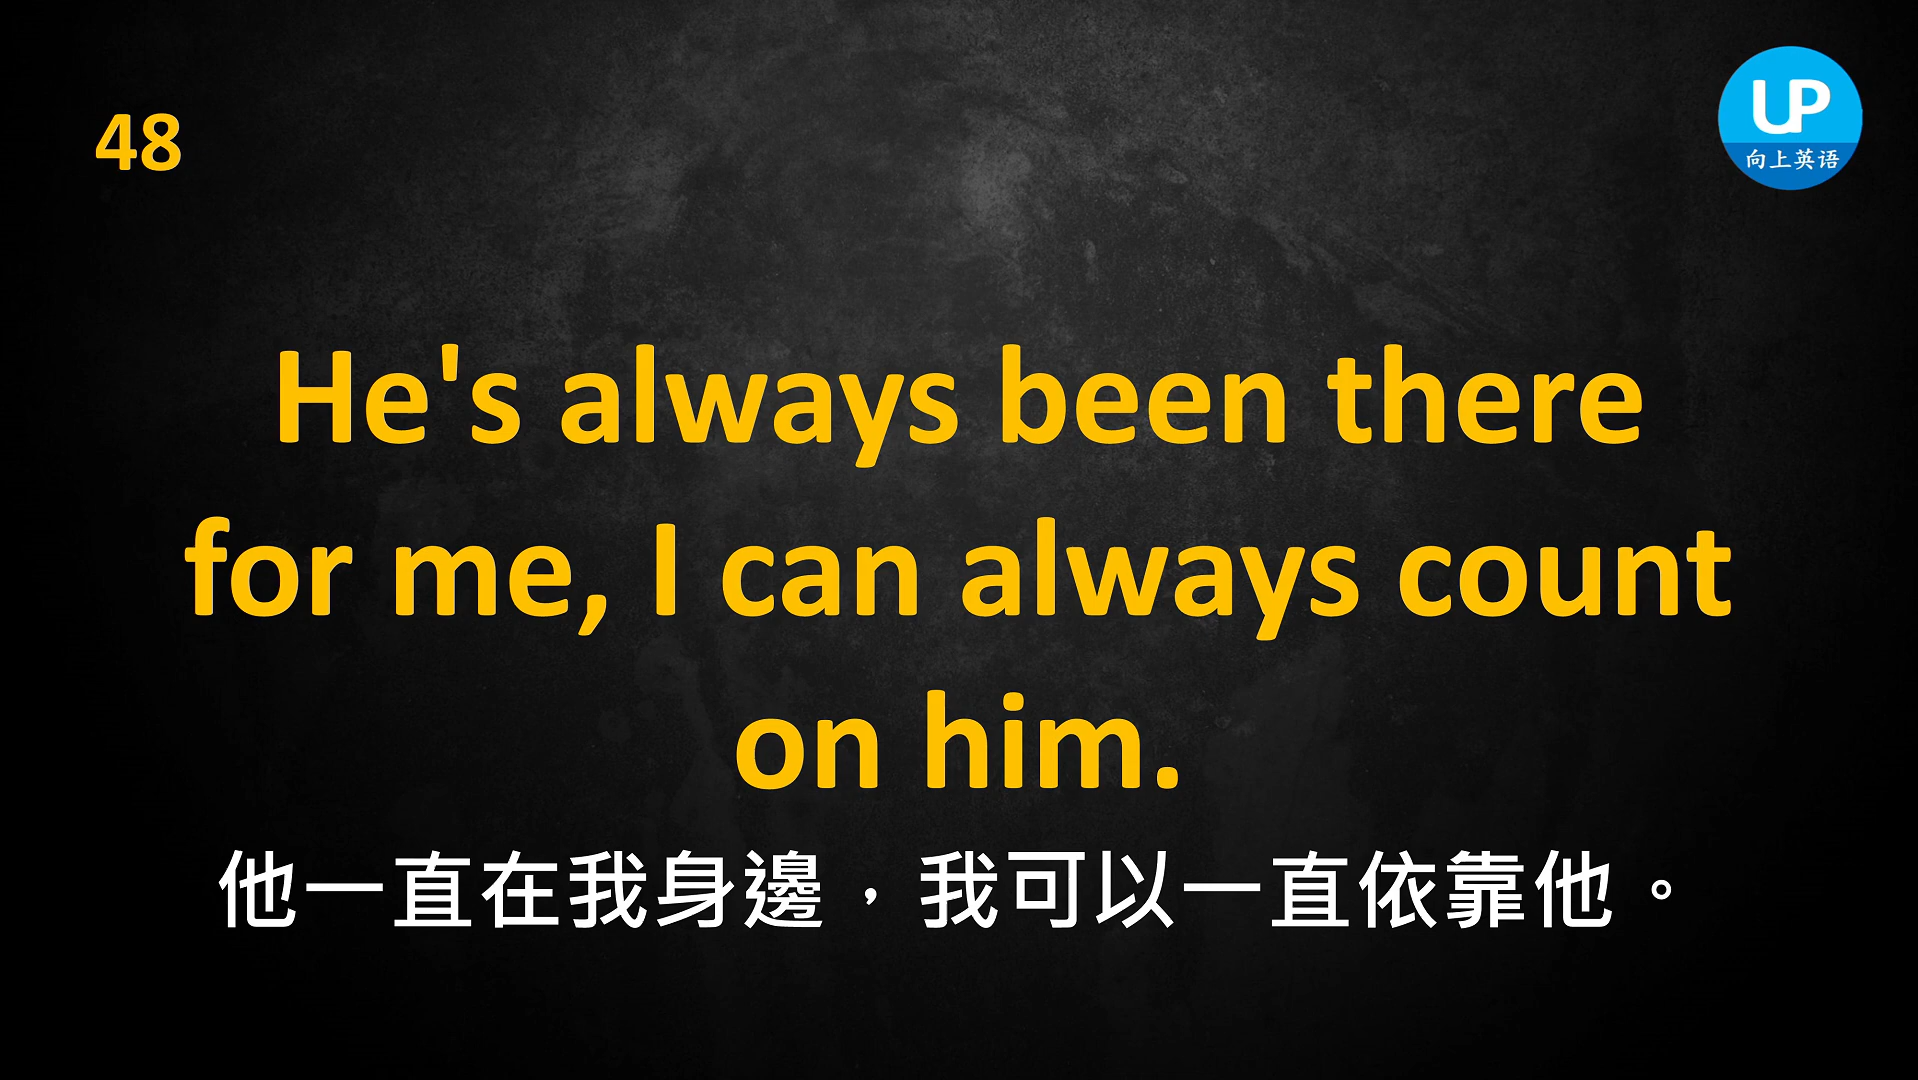 48
UP
向上英语
He's always been there
for me, I can always count
on him.
他一直在我身邊，我可以一直依靠他。